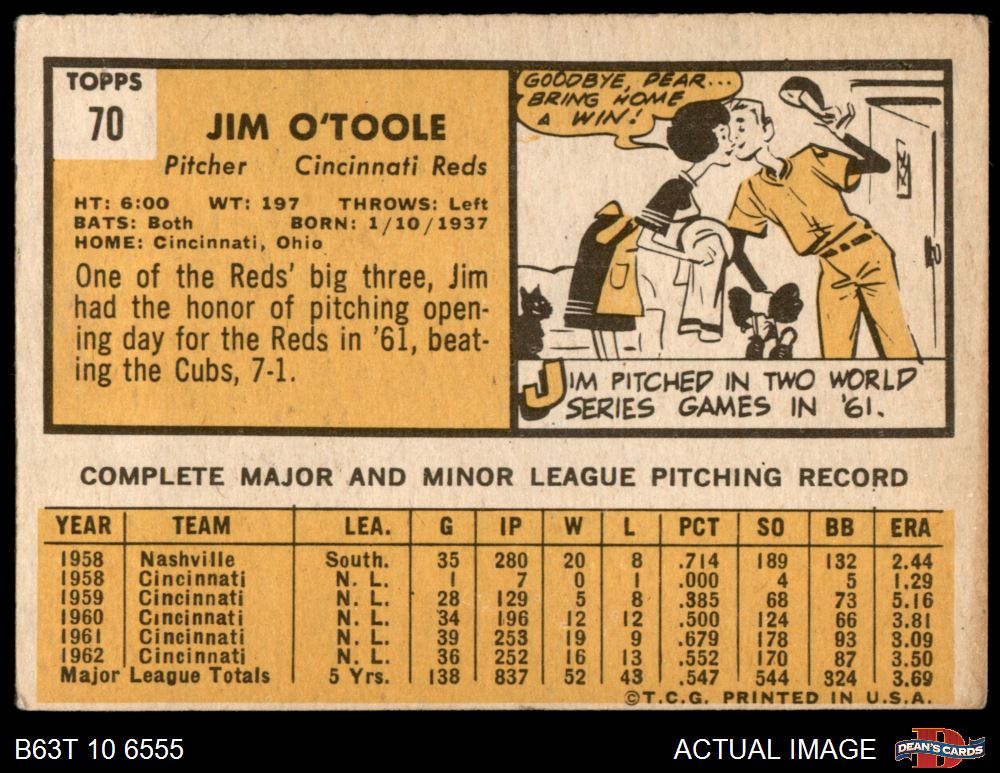 TOPPS
70
JIM O'TOOLE
Pitcher Cincinnati Reds
HT: 6:00 WT: 197 THROWS: Left
BATS: Both BORN: 1/10/1937
HOME: Cincinnati, Ohio
One of the Reds' big three, Jim
had the honor of pitching open-
ing day for the Reds in '61, beat-
ing the Cubs, 7-1.
GOODBYE, DEAR...
BRING HOME
A WIN!
JIM PITCHED IN TWO WORLD
SERIES GAMES IN '61.
COMPLETE MAJOR AND MINOR LEAGUE PITCHING RECORD
YEAR TEAM LEA. G IP W L PCT SO BB ERA
1958 Nashville South. 35 280 20 8 .714 189 132 2.44
1958 Cincinnati N. L. 1 7 0 1 .000 4 5 1.29
1959 Cincinnati N. L. 28 129 5 8 .385 68 73 5.16
1960 Cincinnati N. L. 34 196 12 12 .500 124 66 3.81
1961 Cincinnati N. L. 39 253 19 9 .679 178 93 3.09
1962 Cincinnati N. L. 36 252 16 13 .552 170 87 3.50
Major League Totals 5 Yrs. 138 837 52 43 .547 544 324 3.69
©T.C.G. PRINTED IN U.S.A.
B63T 10 6555
ACTUAL IMAGE
D
DEAN'S CARDS